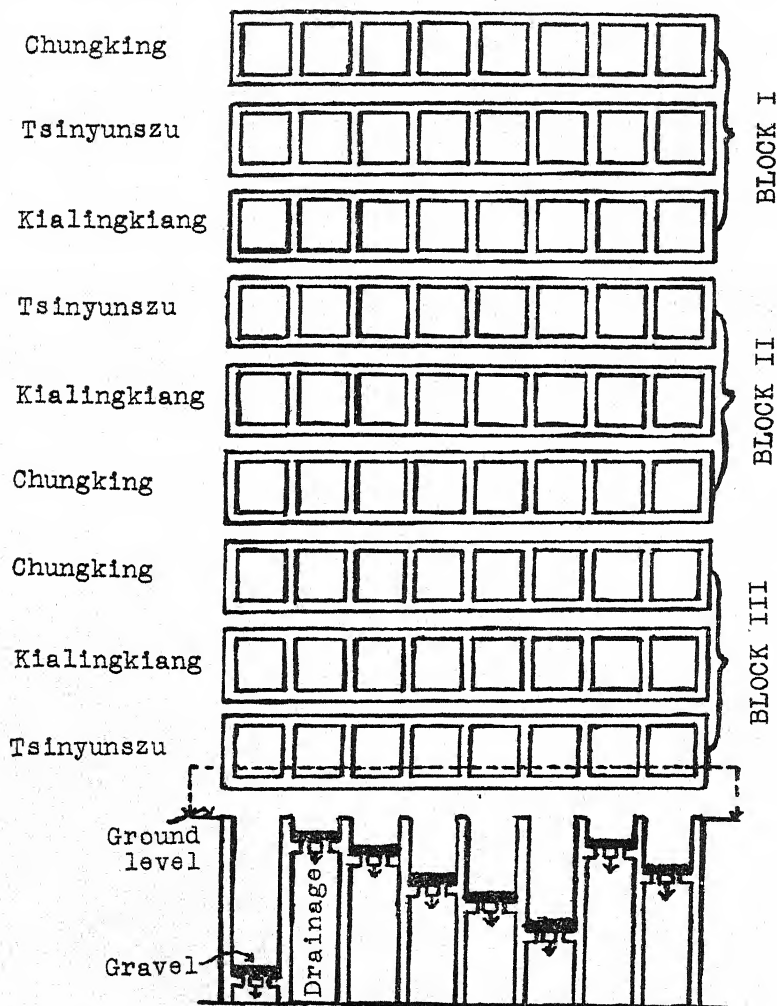 Chungking
Tsinyunszu
Kialingkiang
BLOCK I
Tsinyunszu
Kialingkiang
Chungking
BLOCK II
Chungking
Kialingkiang
Tsinyunszu
BLOCK III
Ground
level
Drainage
Gravel